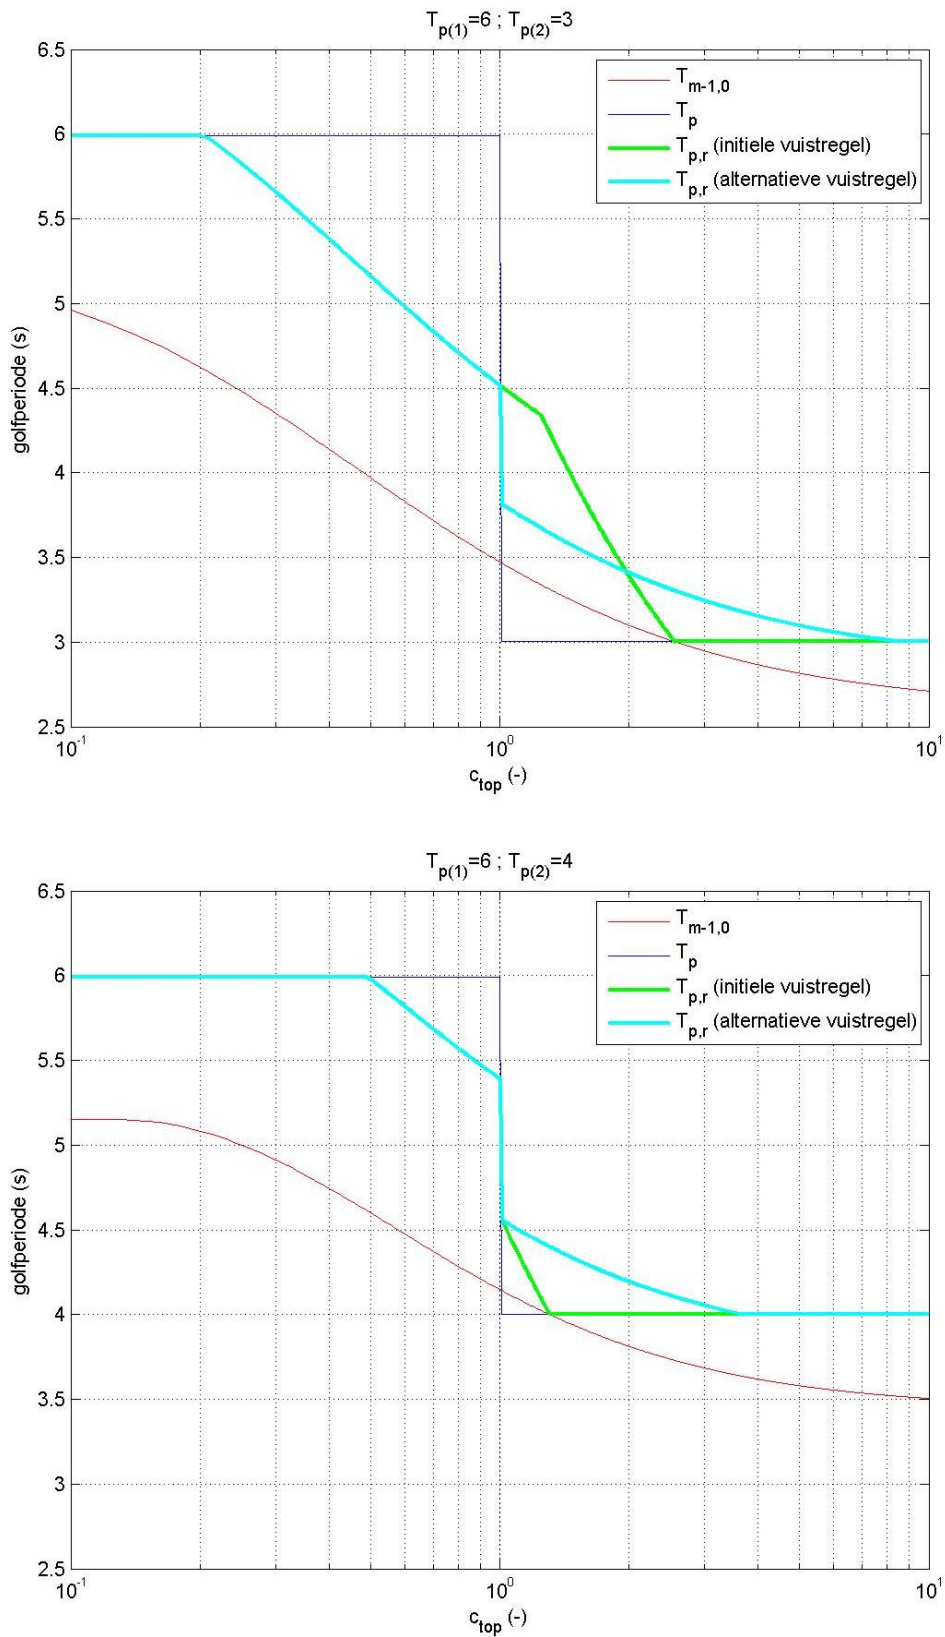 T_p(1)=6 ; T_p(2)=3
6.5
6
5.5
5
4.5
4
3.5
3
2.5
golfperiode (s)
T_m-1,0
T_p
T_p,r (initiele vuistregel)
T_p,r (alternatieve vuistregel)
10^-1
10^0
10^1
c_top (-)
T_p(1)=6 ; T_p(2)=4
6.5
6
5.5
5
4.5
4
3.5
3
2.5
golfperiode (s)
T_m-1,0
T_p
T_p,r (initiele vuistregel)
T_p,r (alternatieve vuistregel)
10^-1
10^0
10^1
c_top (-)